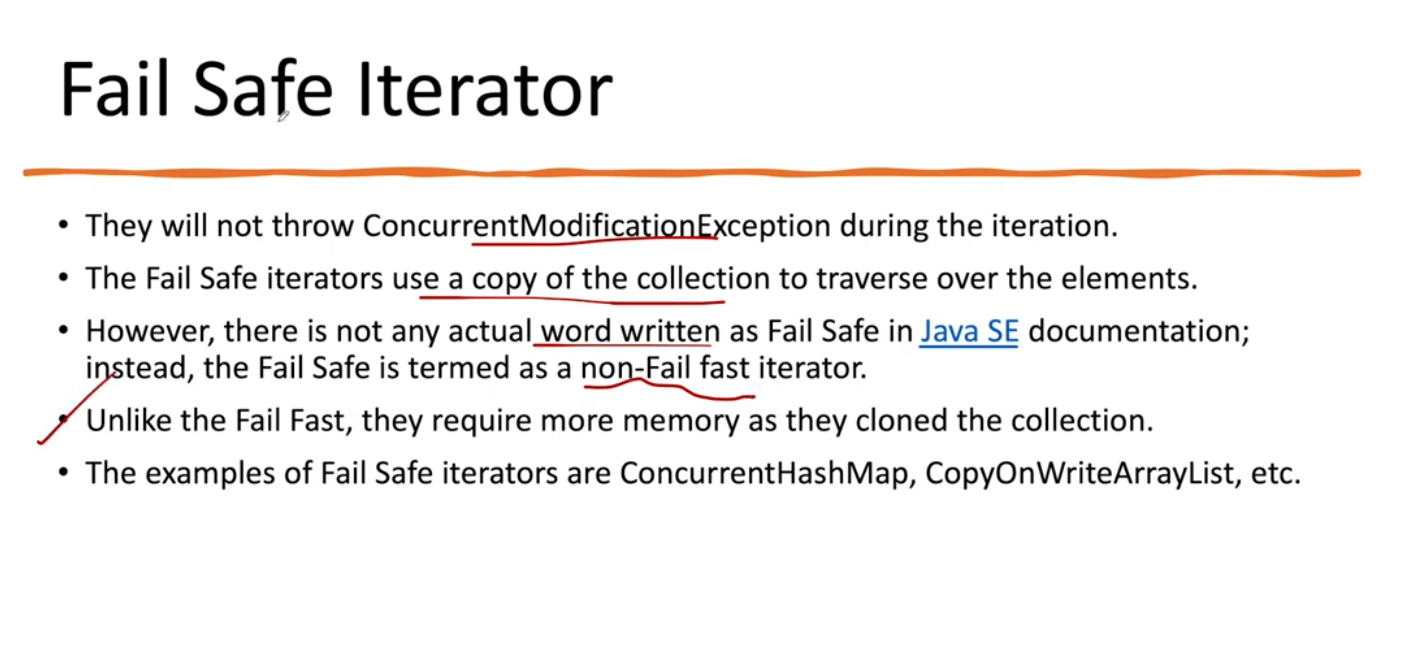 Fail Safe Iterator
• They will not throw ConcurrentModificationException during the iteration.
• The Fail Safe iterators use a copy of the collection to traverse over the elements.
• However, there is not any actual word written as Fail Safe in Java SE documentation;
instead, the Fail Safe is termed as a non-Fail fast iterator.
• Unlike the Fail Fast, they require more memory as they cloned the collection.
• The examples of Fail Safe iterators are ConcurrentHashMap, CopyOnWriteArrayList, etc.